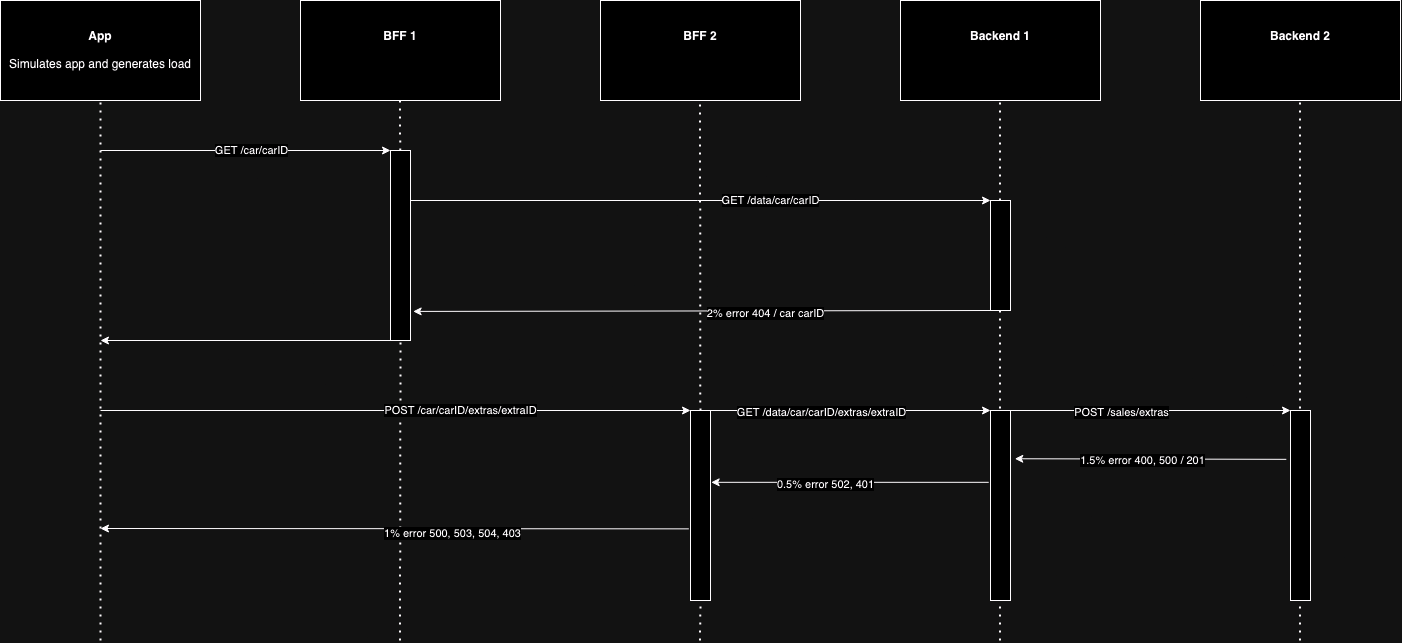 App
Simulates app and generates load
BFF 1
BFF 2
Backend 1
Backend 2
GET /car/carID
GET /data/car/carID
2% error 404 / car carID
POST /car/carID/extras/extraID
GET /data/car/carID/extras/extraID
POST /sales/extras
1.5% error 400, 500 / 201
0.5% error 502, 401
1% error 500, 503, 504, 403